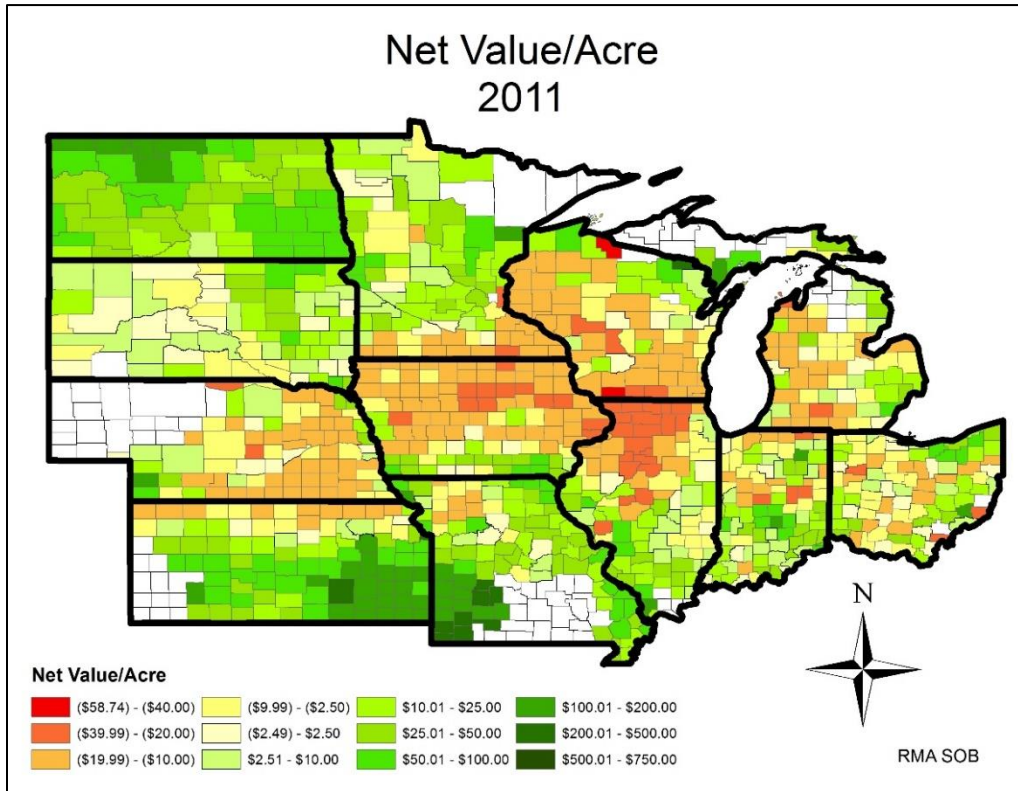 Net Value/Acre
2011
N
Net Value/Acre
($58.74) - ($40.00)
($39.99) - ($20.00)
($19.99) - ($10.00)
($9.99) - ($2.50)
($2.49) - $2.50
$2.51 - $10.00
$10.01 - $25.00
$25.01 - $50.00
$50.01 - $100.00
$100.01 - $200.00
$200.01 - $500.00
$500.01 - $750.00
RMA SOB